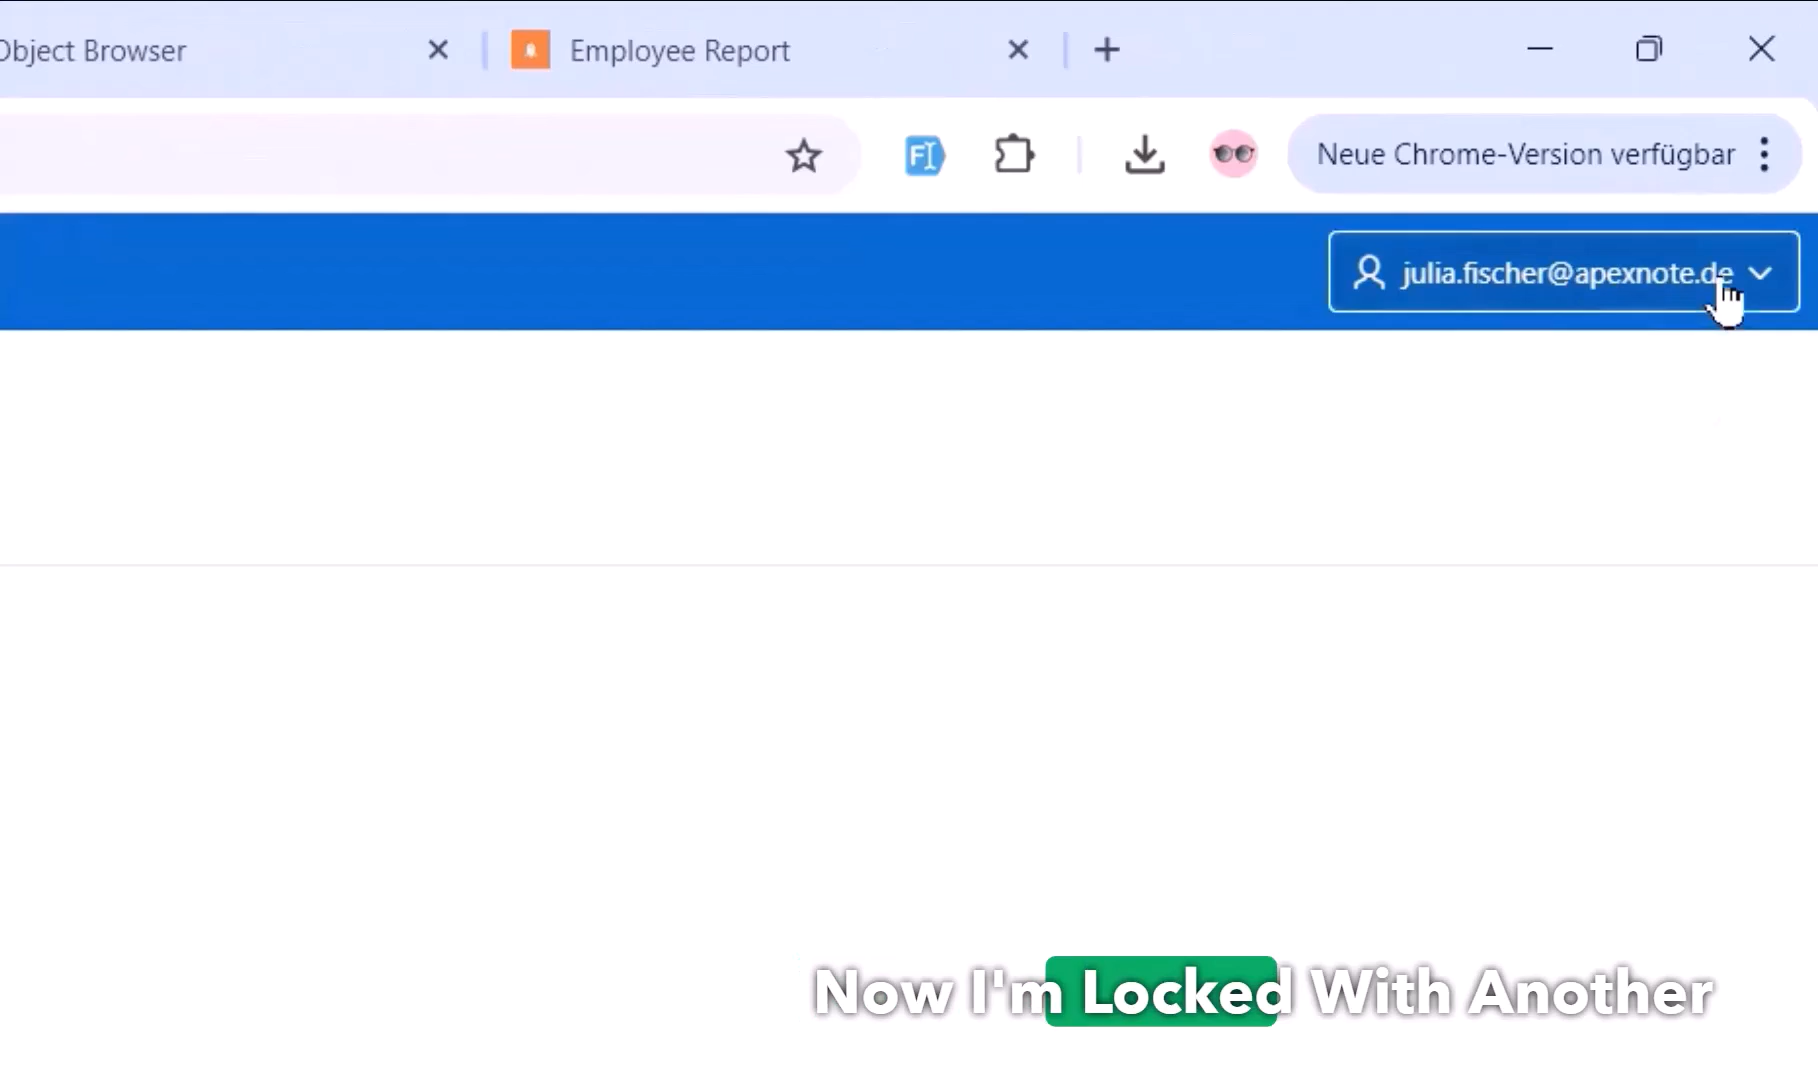 Object Browser
Employee Report
Neue Chrome-Version verfügbar
julia.fischer@apexnote.de
Now I'm Locked With Another